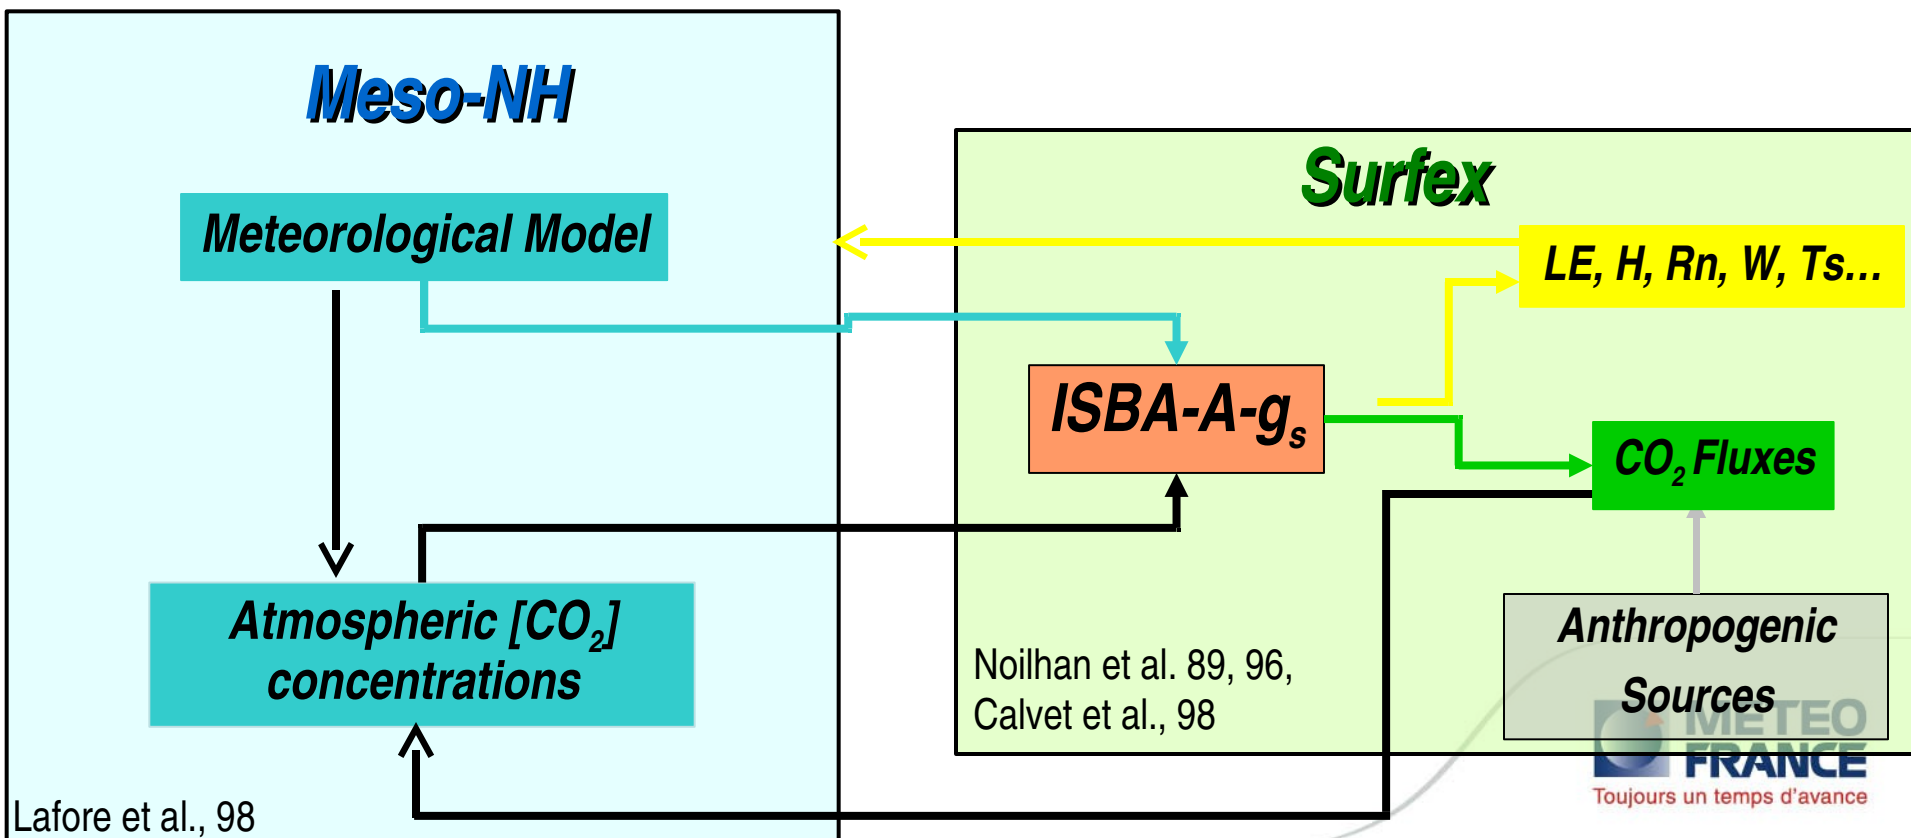 Meso-NH
Meteorological Model
Atmospheric [CO₂]
concentrations
Lafore et al., 98
Surfex
LE, H, Rn, W, Ts...
ISBA-A-gₛ
CO₂ Fluxes
Anthropogenic
Sources
Noilhan et al. 89, 96,
Calvet et al., 98
METEO
FRANCE
Toujours un temps d'avance